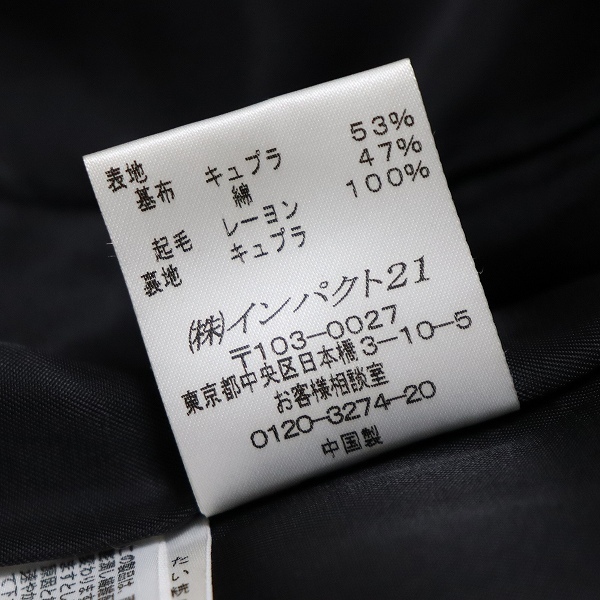 表地
基布 キュプラ 53%
綿 47%
起毛 レーヨン 100%
裏地 キュプラ
㈱インパクト21
〒103-0027
東京都中央区日本橋3-10-5
お客様相談室
0120-3274-20
中国製